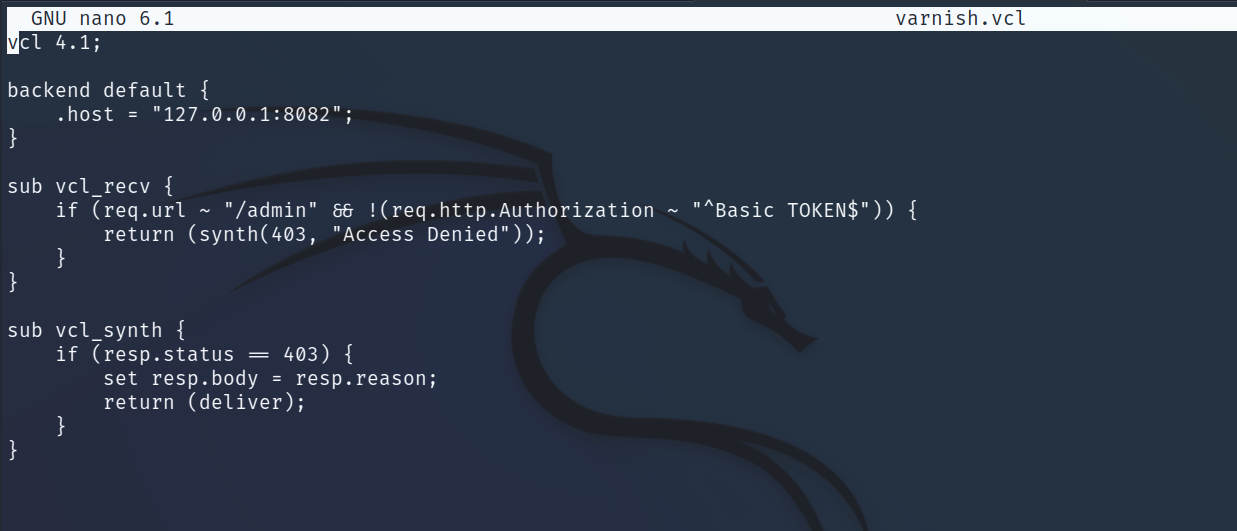 GNU nano 6.1 varnish.vcl
vcl 4.1;
backend default {
    .host = "127.0.0.1:8082";
}
sub vcl_recv {
    if (req.url ~ "/admin" && !(req.http.Authorization ~ "^Basic TOKEN$")) {
        return (synth(403, "Access Denied"));
    }
}
sub vcl_synth {
    if (resp.status == 403) {
        set resp.body = resp.reason;
        return (deliver);
    }
}